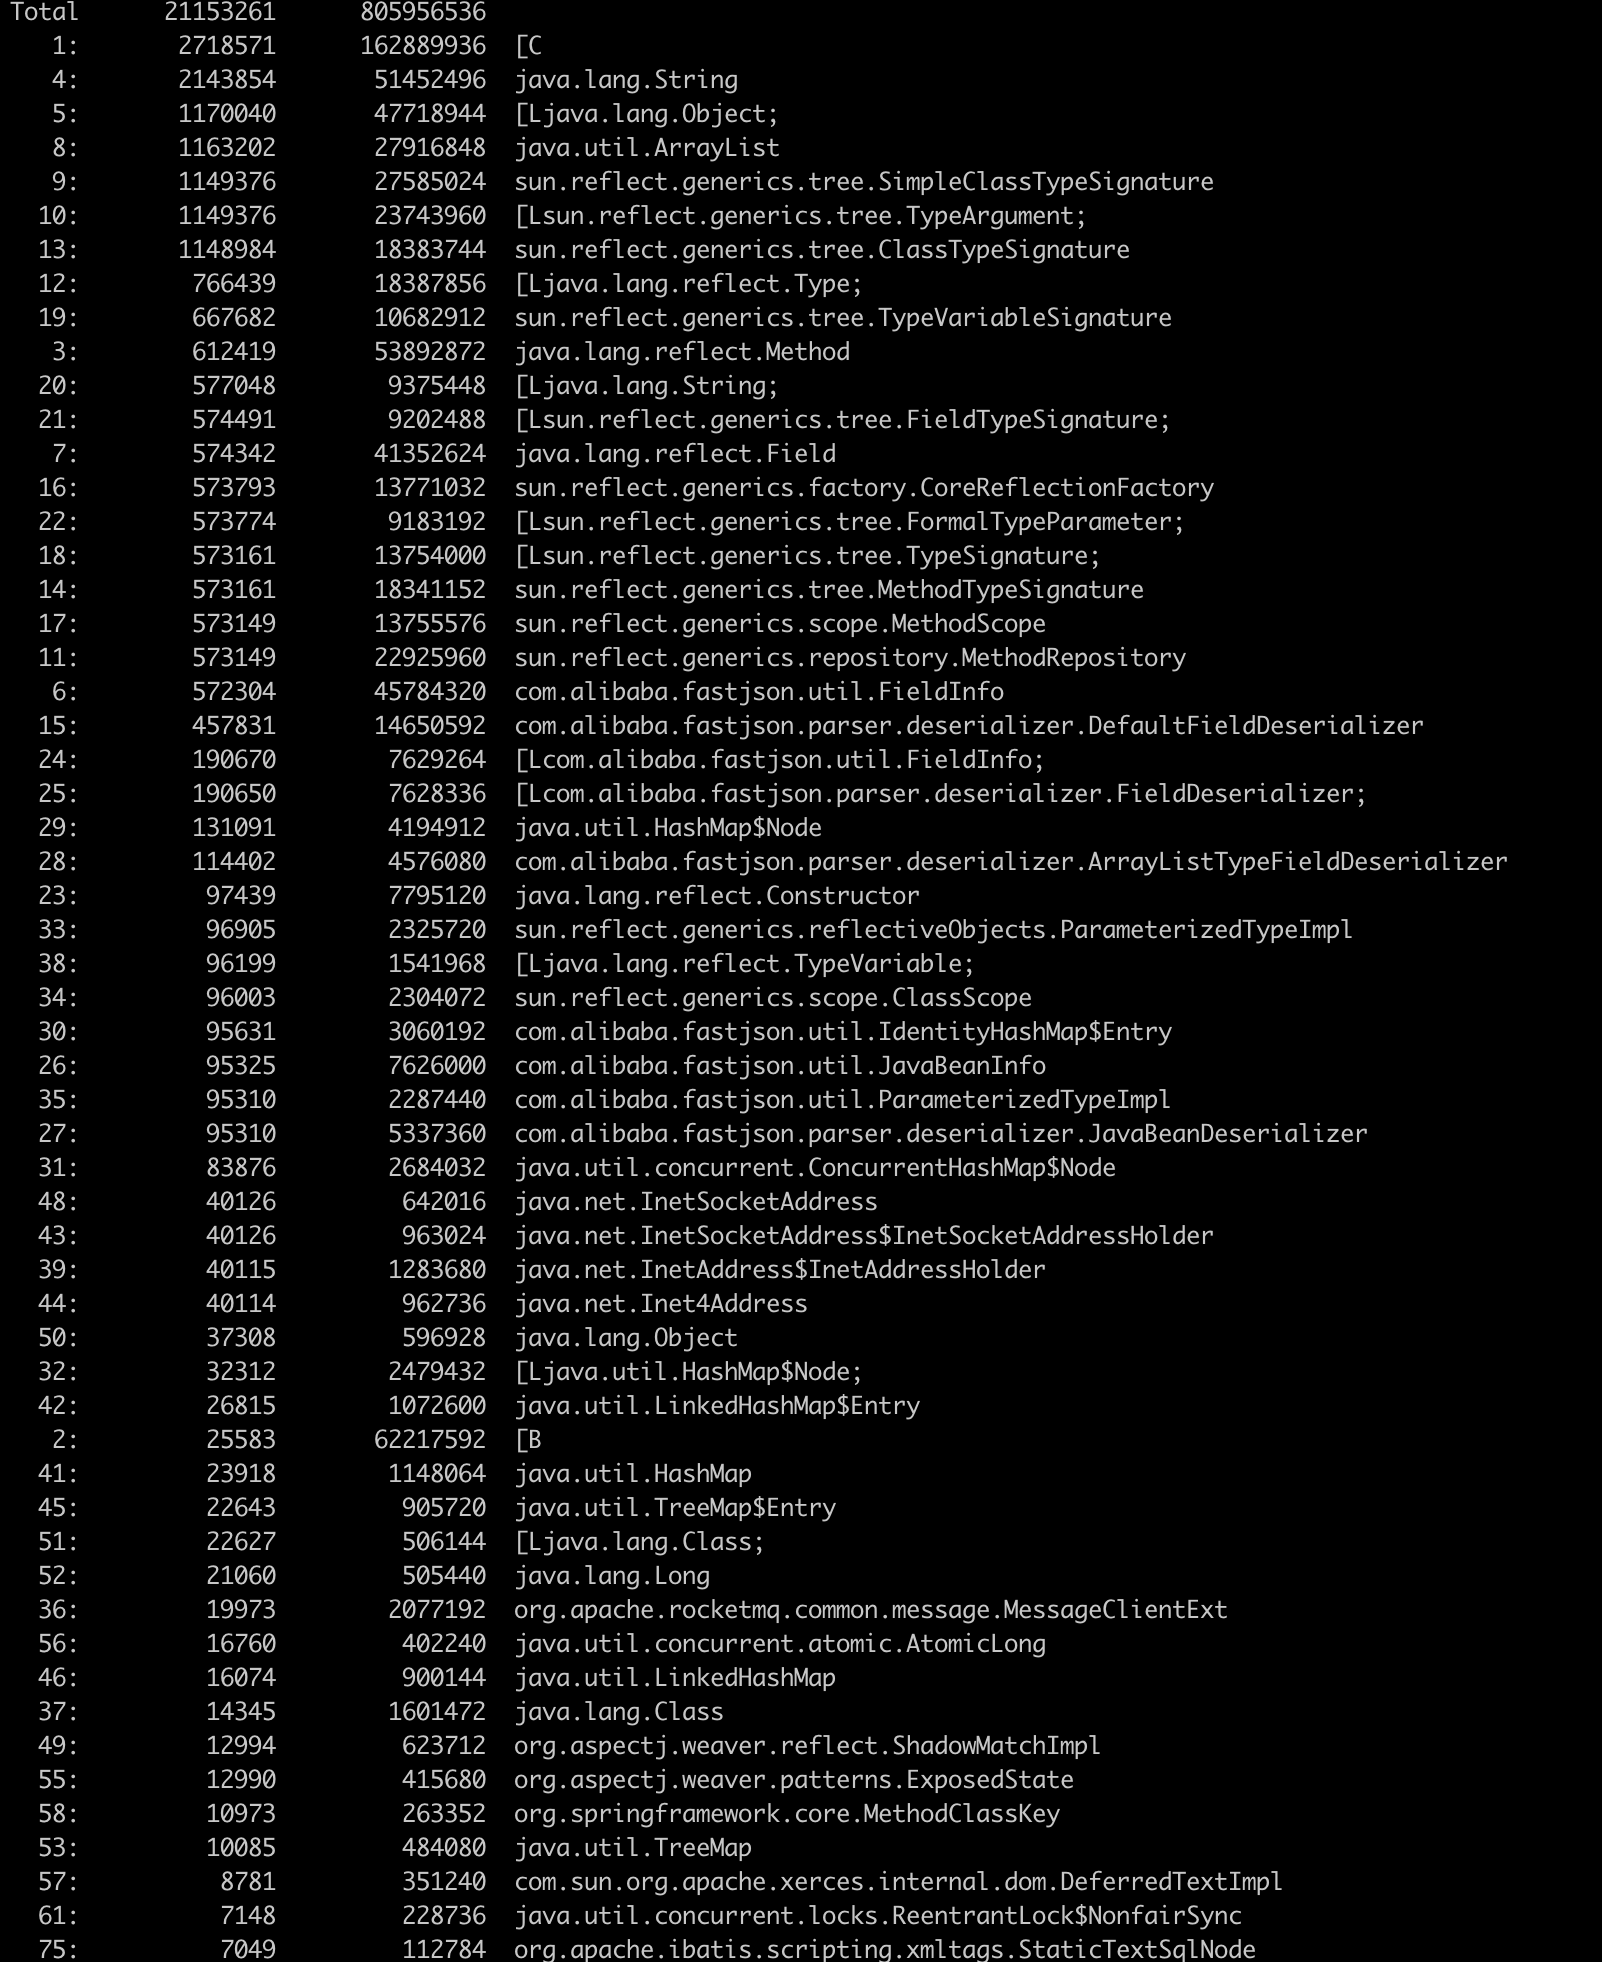 Total 21153261 805956536
1: 2718571 162889936 [C
4: 2143854 51452496 java.lang.String
5: 1170040 47718944 [Ljava.lang.Object;
8: 1163202 27916848 java.util.ArrayList
9: 1149376 27585024 sun.reflect.generics.tree.SimpleClassTypeSignature
10: 1149376 23743960 [Lsun.reflect.generics.tree.TypeArgument;
13: 1148984 18383744 sun.reflect.generics.tree.ClassTypeSignature
12: 766439 18387856 [Ljava.lang.reflect.Type;
19: 667682 10682912 sun.reflect.generics.tree.TypeVariableSignature
3: 612419 53892872 java.lang.reflect.Method
20: 577048 9375448 [Ljava.lang.String;
21: 574491 9202488 [Lsun.reflect.generics.tree.FieldTypeSignature;
7: 574342 41352624 java.lang.reflect.Field
16: 573793 13771032 sun.reflect.generics.factory.CoreReflectionFactory
22: 573774 9183192 [Lsun.reflect.generics.tree.FormalTypeParameter;
18: 573161 13754000 [Lsun.reflect.generics.tree.TypeSignature;
14: 573161 18341152 sun.reflect.generics.tree.MethodTypeSignature
17: 573149 13755576 sun.reflect.generics.scope.MethodScope
11: 573149 22925960 sun.reflect.generics.repository.MethodRepository
6: 572304 45784320 com.alibaba.fastjson.util.FieldInfo
15: 457831 14650592 com.alibaba.fastjson.parser.deserializer.DefaultFieldDeserializer
24: 190670 7629264 [Lcom.alibaba.fastjson.util.FieldInfo;
25: 190650 7628336 [Lcom.alibaba.fastjson.parser.deserializer.FieldDeserializer;
29: 131091 4194912 java.util.HashMap$Node
28: 114402 4576080 com.alibaba.fastjson.parser.deserializer.ArrayListTypeFieldDeserializer
23: 97439 7795120 java.lang.reflect.Constructor
33: 96905 2325720 sun.reflect.generics.reflectiveObjects.ParameterizedTypeImpl
38: 96199 1541968 [Ljava.lang.reflect.TypeVariable;
34: 96003 2304072 sun.reflect.generics.scope.ClassScope
30: 95631 3060192 com.alibaba.fastjson.util.IdentityHashMap$Entry
26: 95325 7626000 com.alibaba.fastjson.util.JavaBeanInfo
35: 95310 2287440 com.alibaba.fastjson.util.ParameterizedTypeImpl
27: 95310 5337360 com.alibaba.fastjson.parser.deserializer.JavaBeanDeserializer
31: 83876 2684032 java.util.concurrent.ConcurrentHashMap$Node
48: 40126 642016 java.net.InetSocketAddress
43: 40126 963024 java.net.InetSocketAddress$InetSocketAddressHolder
39: 40115 1283680 java.net.InetAddress$InetAddressHolder
44: 40114 962736 java.net.Inet4Address
50: 37308 596928 java.lang.Object
32: 32312 2479432 [Ljava.util.HashMap$Node;
42: 26815 1072600 java.util.LinkedHashMap$Entry
2: 25583 62217592 [B
41: 23918 1148064 java.util.HashMap
45: 22643 905720 java.util.TreeMap$Entry
51: 22627 506144 [Ljava.lang.Class;
52: 21060 505440 java.lang.Long
36: 19973 2077192 org.apache.rocketmq.common.message.MessageClientExt
56: 16760 402240 java.util.concurrent.atomic.AtomicLong
46: 16074 900144 java.util.LinkedHashMap
37: 14345 1601472 java.lang.Class
49: 12994 623712 org.aspectj.weaver.reflect.ShadowMatchImpl
55: 12990 415680 org.aspectj.weaver.patterns.ExposedState
58: 10973 263352 org.springframework.core.MethodClassKey
53: 10085 484080 java.util.TreeMap
57: 8781 351240 com.sun.org.apache.xerces.internal.dom.DeferredTextImpl
61: 7148 228736 java.util.concurrent.locks.ReentrantLock$NonfairSync
75: 7049 112784 org.apache.ibatis.scripting.xmltags.StaticTextSqlNode